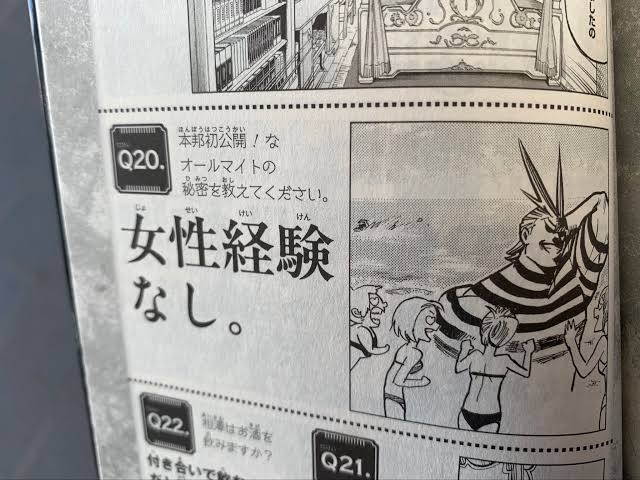 したの
Q20.
本邦初公開！な
オールマイトの
秘密を教えてください。
女性経験
なし。
Q22.
はお酒を
飲みますか？
付き合いで飲
Q21.